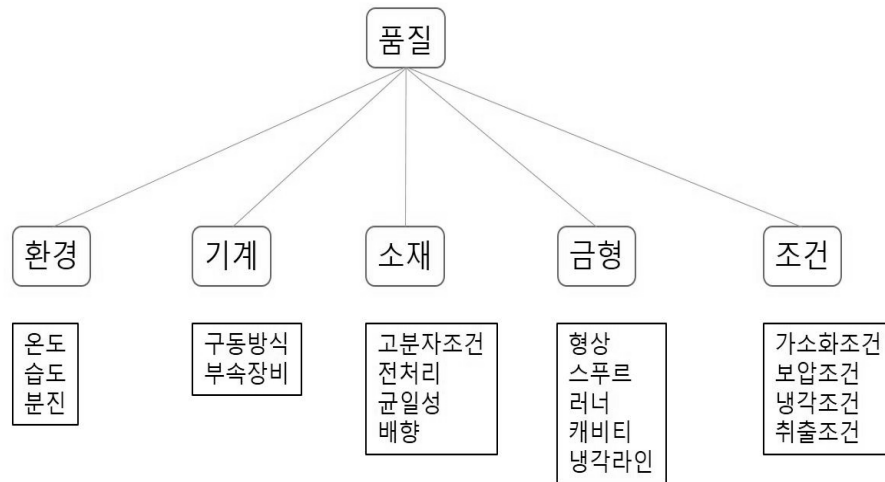 품질
환경
기계
소재
금형
조건
온도
습도
분진
구동방식
부속장비
고분자조건
전처리
균일성
배향
형상
스푸르
러너
캐비티
냉각라인
가소화조건
보압조건
냉각조건
취출조건